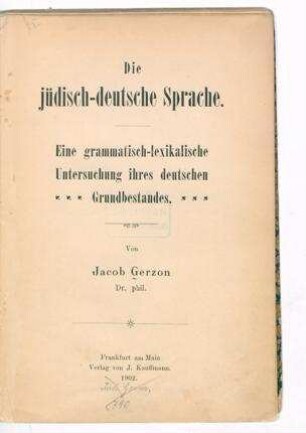 Die
jüdisch-deutsche Sprache.
Eine grammatisch-lexikalische
Untersuchung ihres deutschen
* * * Grundbestandes. * * *
Von
Jacob Gerzon
Dr. phil.
Frankfurt am Main
Verlag von J. Kauffmann.
1902.